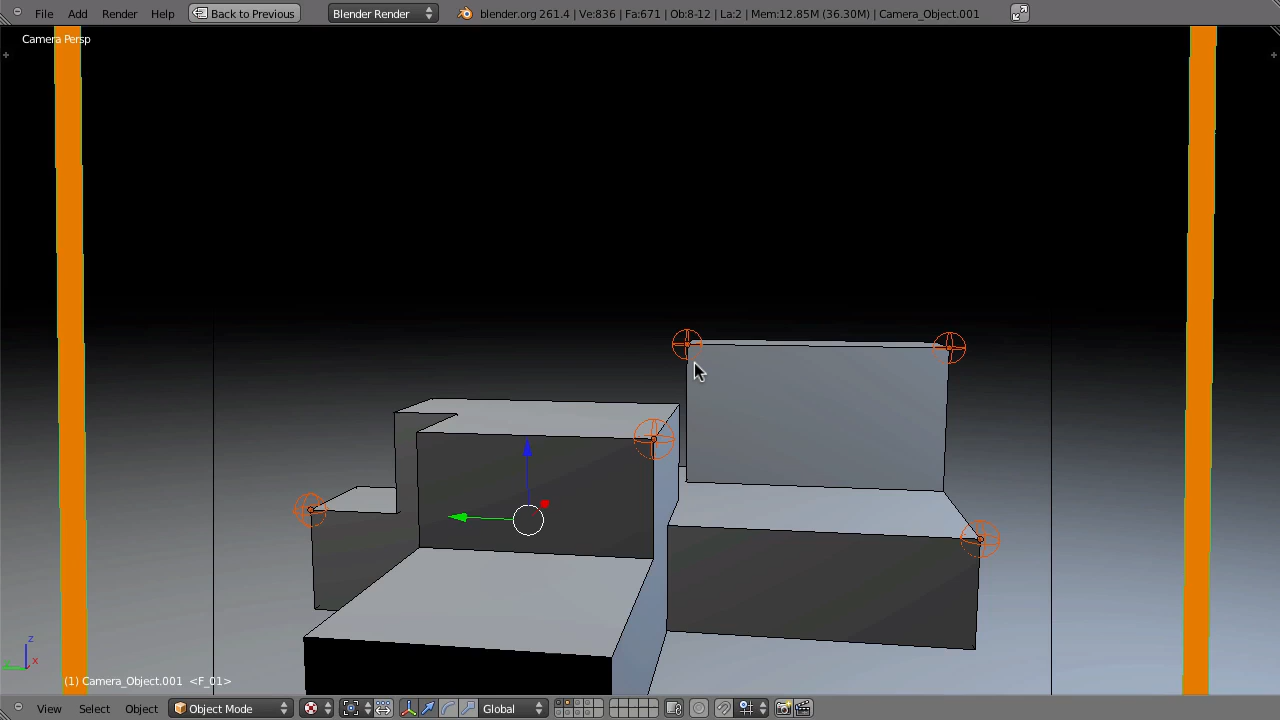 File Add Render Help Back to Previous Blender Render blender.org 261.4 | Ve:836 | Fa:671 | Ob:8-12 | La:2 | Mem:12.85M (36.30M) | Camera_Object.001
Camera Persp
z
x
(1) Camera_Object.001 <F_01>
View Select Object Object Mode Global